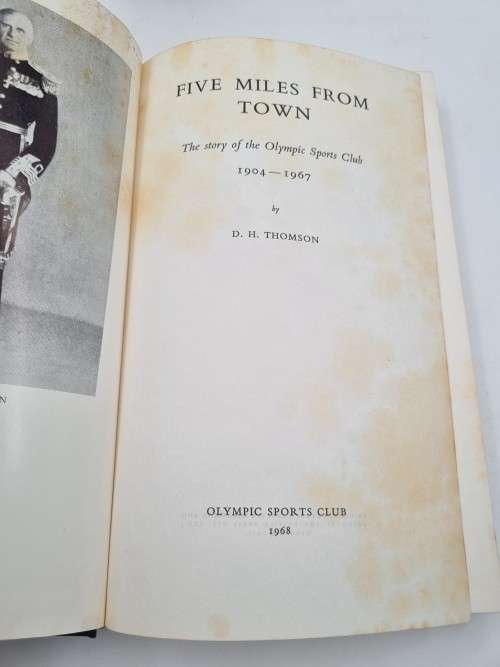 FIVE MILES FROM
TOWN
The story of the Olympic Sports Club
1904—1967
by
D. H. THOMSON
OLYMPIC SPORTS CLUB
1968